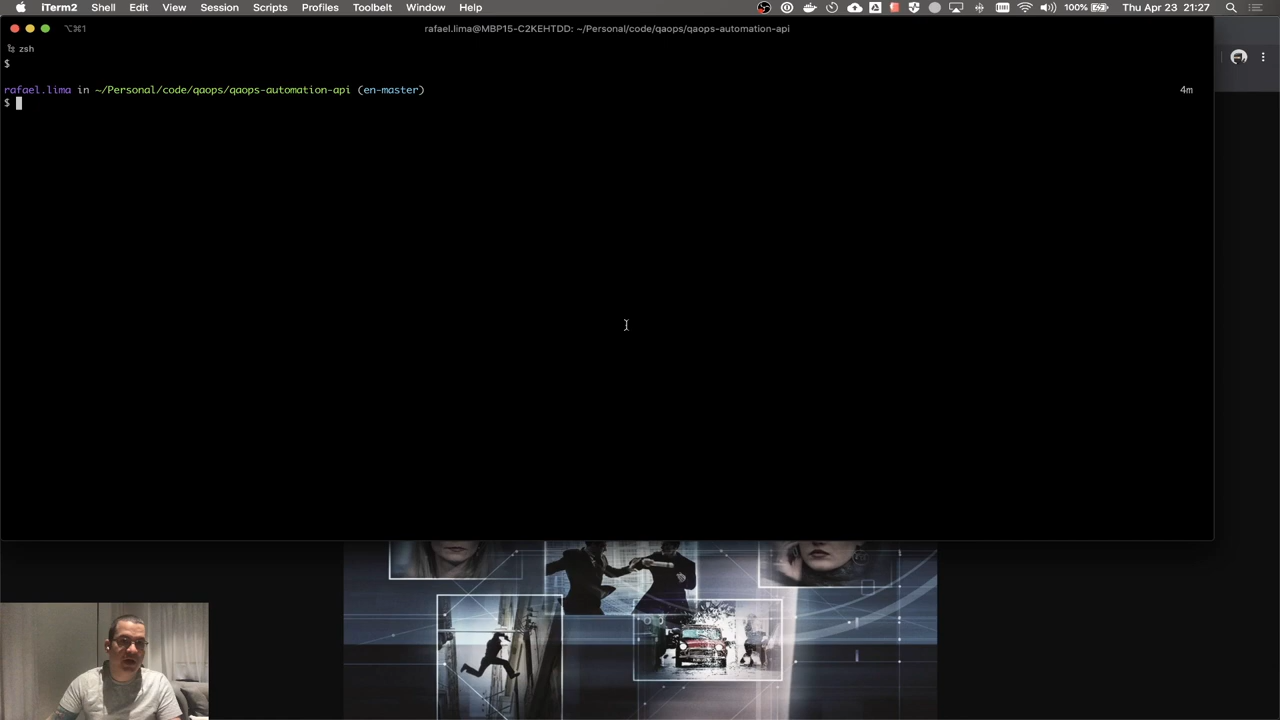 iTerm2 Shell Edit View Session Scripts Profiles Toolbelt Window Help 100% Thu Apr 23 21:27
⌥⌘1 rafael.lima@MBP15-C2KEHTDD: ~/Personal/code/qaops/qaops-automation-api
zsh
$
rafael.lima in ~/Personal/code/qaops/qaops-automation-api (en-master) 4m
$